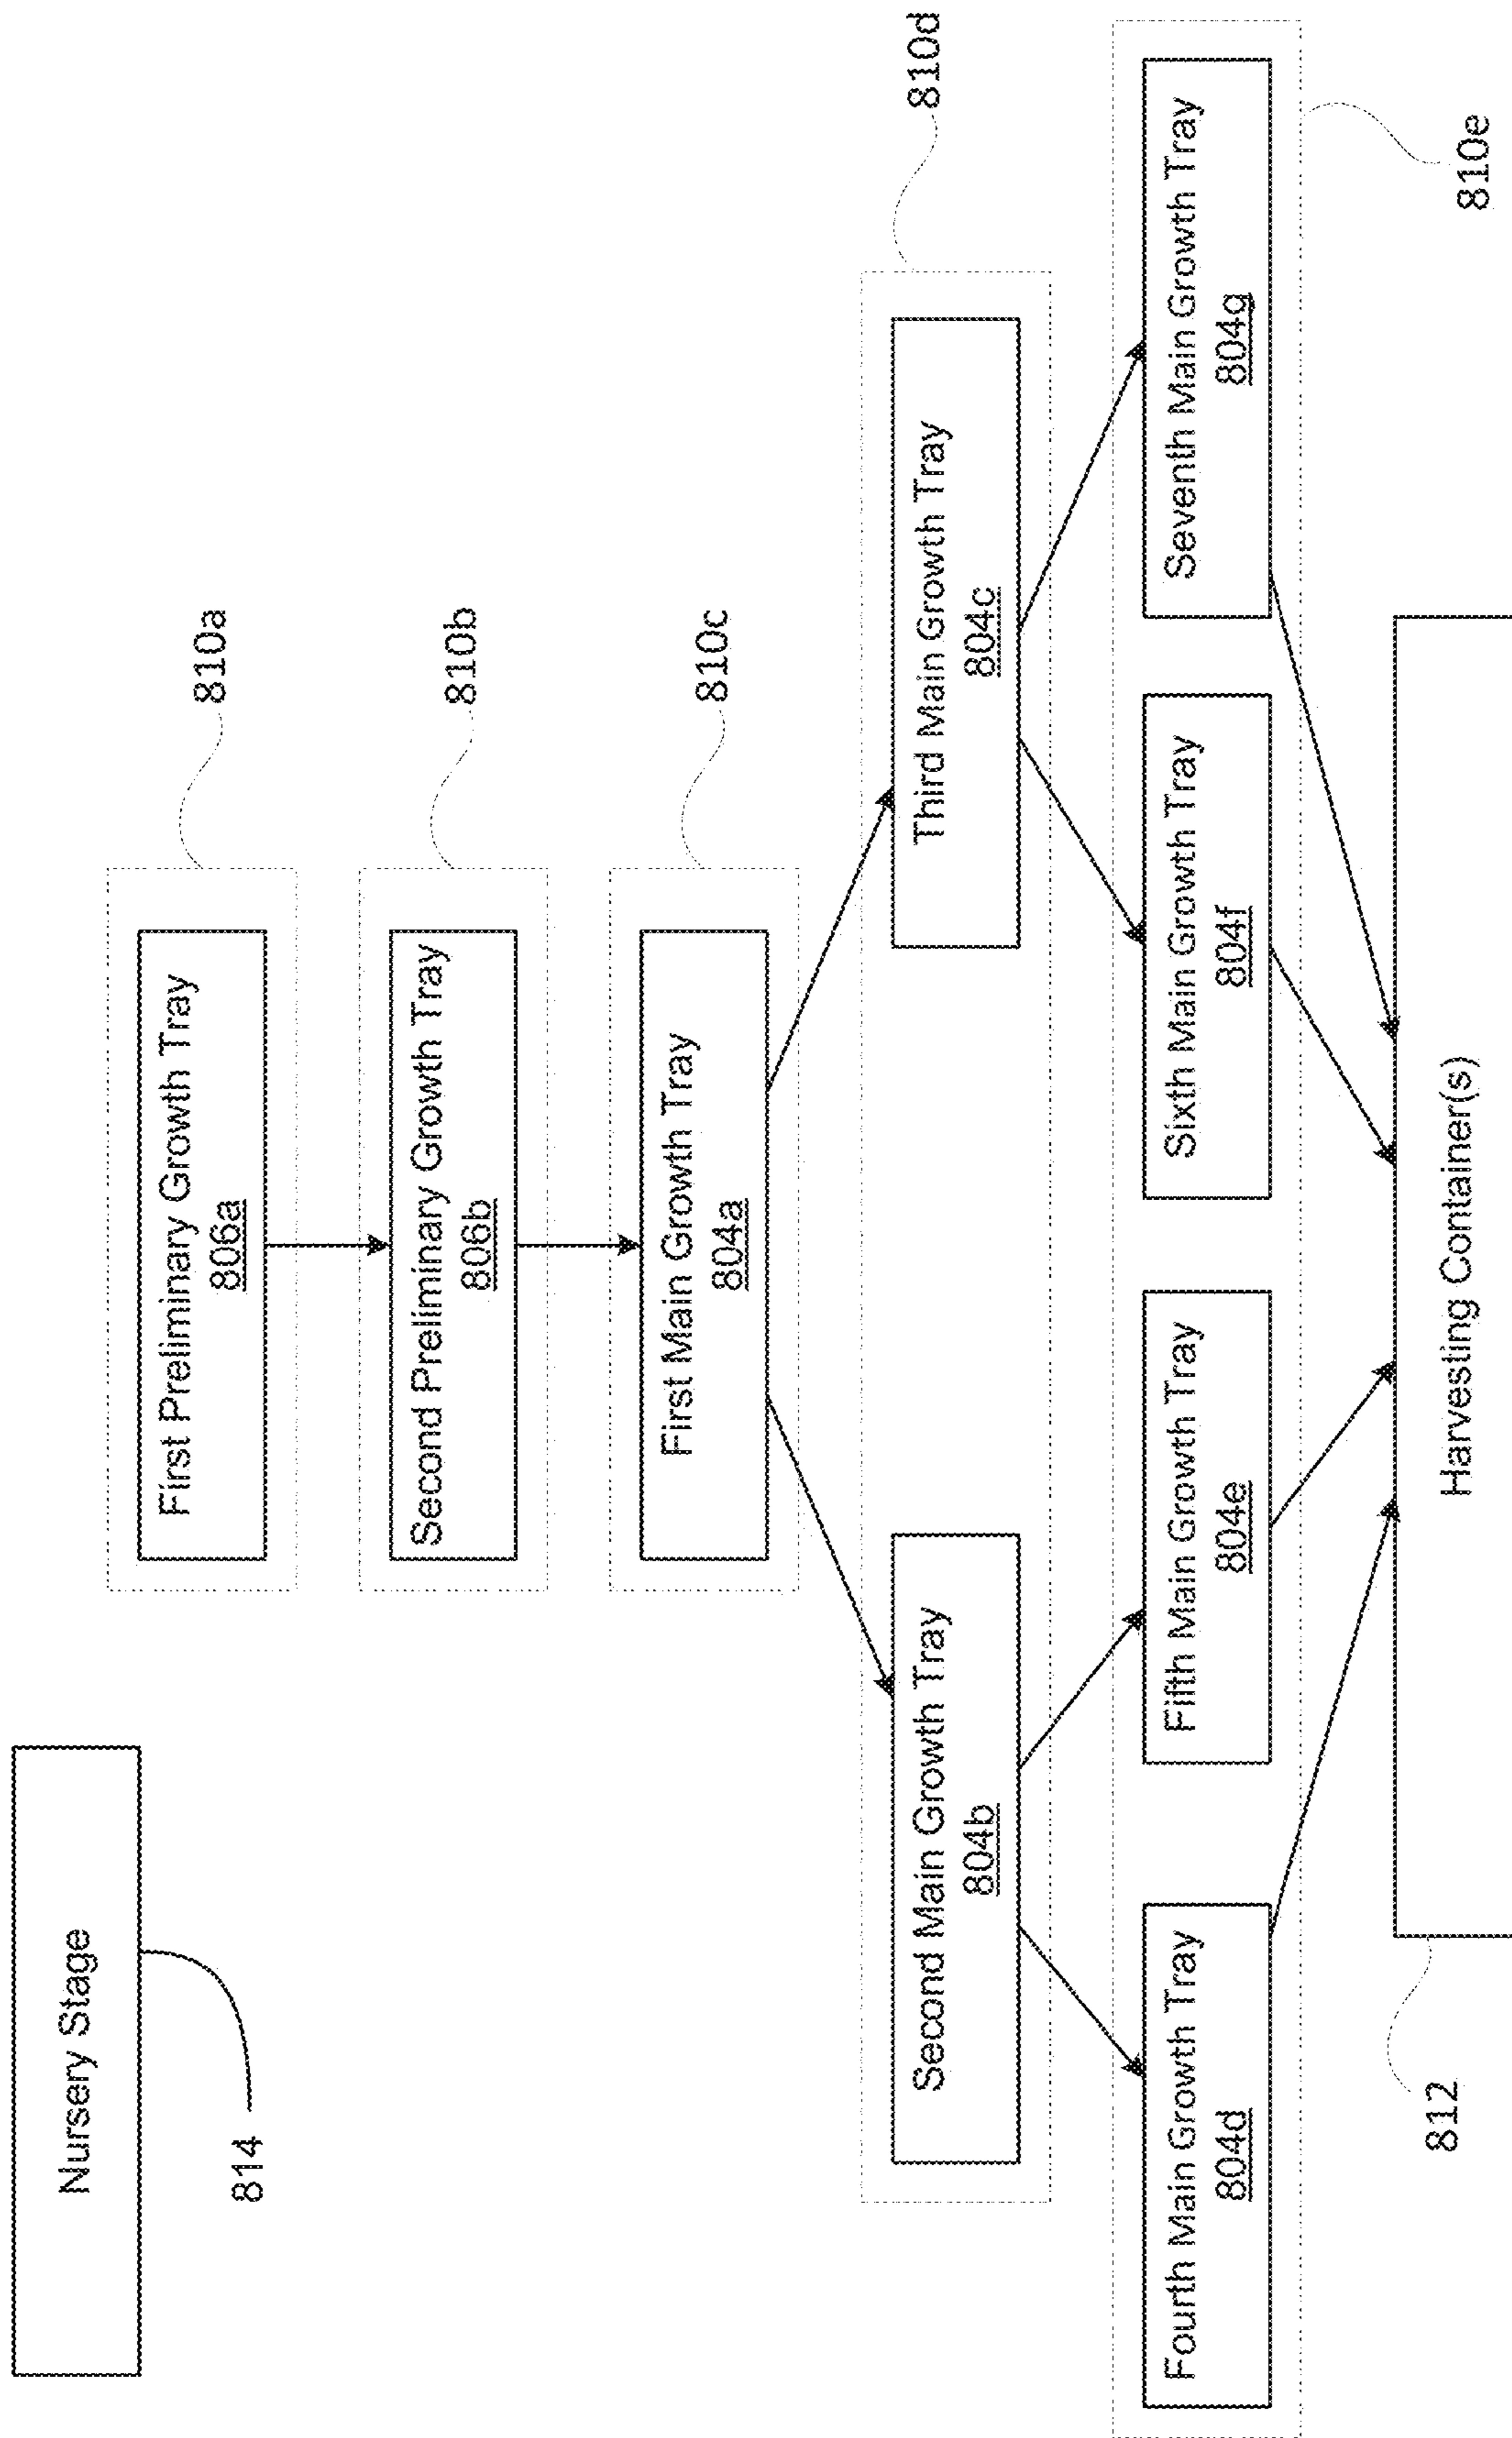 Nursery Stage
814
First Preliminary Growth Tray
806a
810a
Second Preliminary Growth Tray
806b
810b
First Main Growth Tray
804a
810c
Second Main Growth Tray
804b
Third Main Growth Tray
804c
810d
Fourth Main Growth Tray
804d
Fifth Main Growth Tray
804e
Sixth Main Growth Tray
804f
Seventh Main Growth Tray
804g
810e
812
Harvesting Container(s)